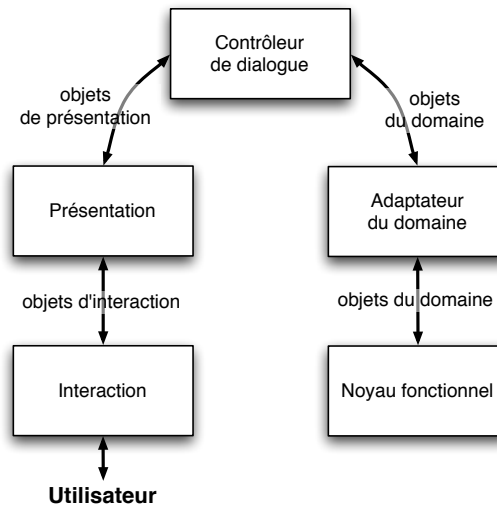 Contrôleur
de dialogue
objets
de présentation
objets
du domaine
Présentation
Adaptateur
du domaine
objets d'interaction
objets du domaine
Interaction
Noyau fonctionnel
Utilisateur